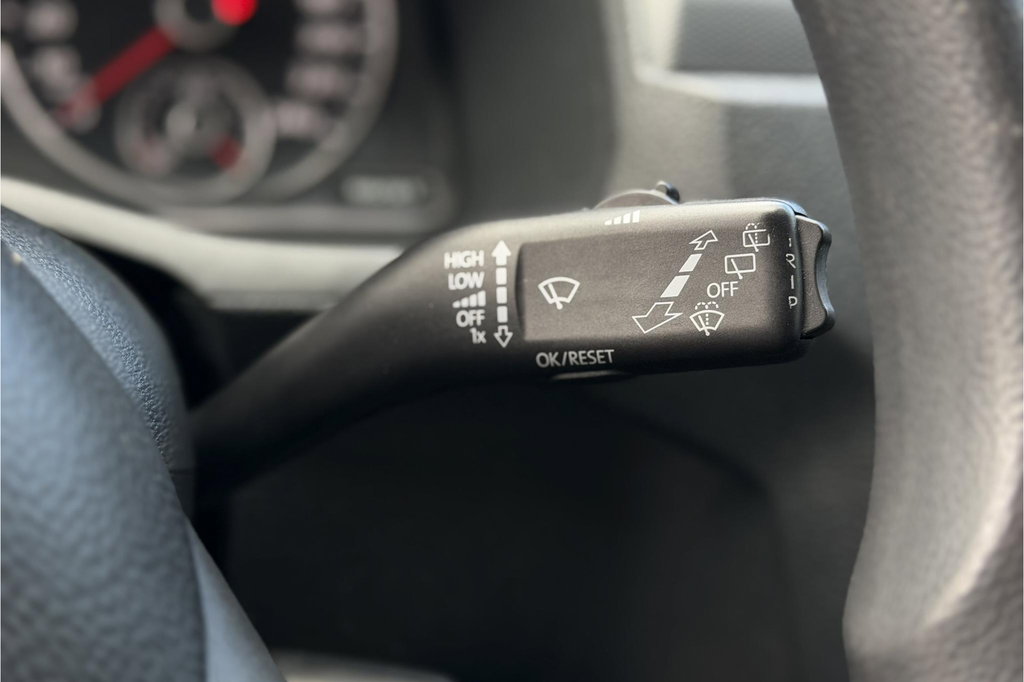 HIGH
LOW
OFF
1x
OFF
TRIP
OK/RESET